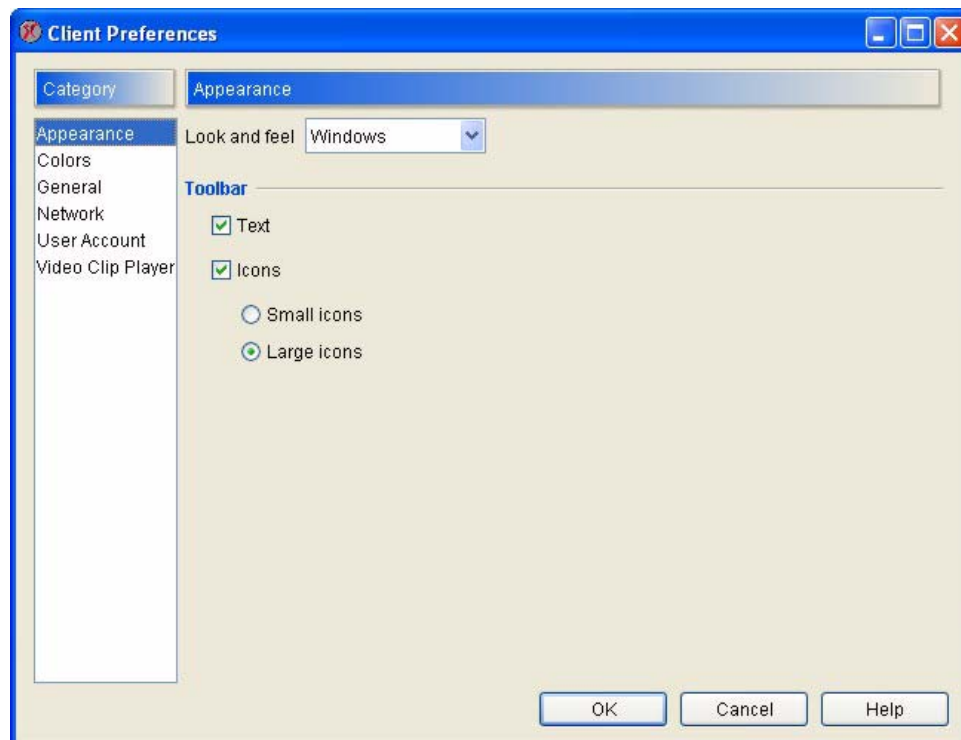 Client Preferences
Category
Appearance
Appearance
Colors
General
Network
User Account
Video Clip Player
Look and feel Windows
Toolbar
Text
Icons
Small icons
Large icons
OK Cancel Help